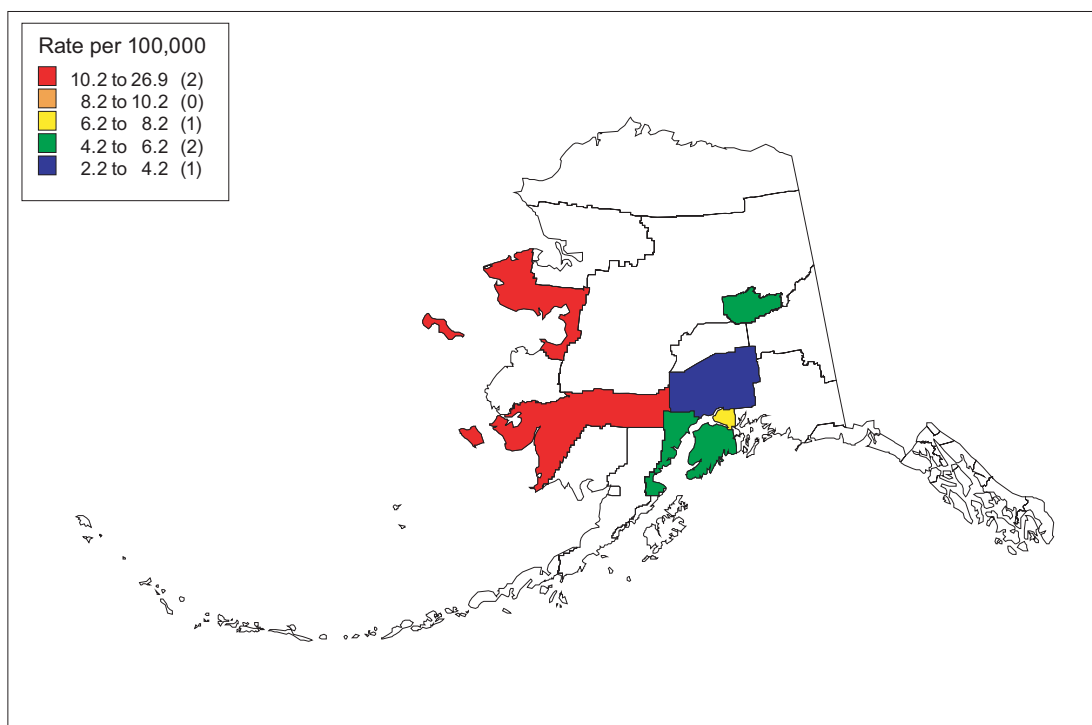 Rate per 100,000
10.2 to 26.9 (2)
8.2 to 10.2 (0)
6.2 to 8.2 (1)
4.2 to 6.2 (2)
2.2 to 4.2 (1)